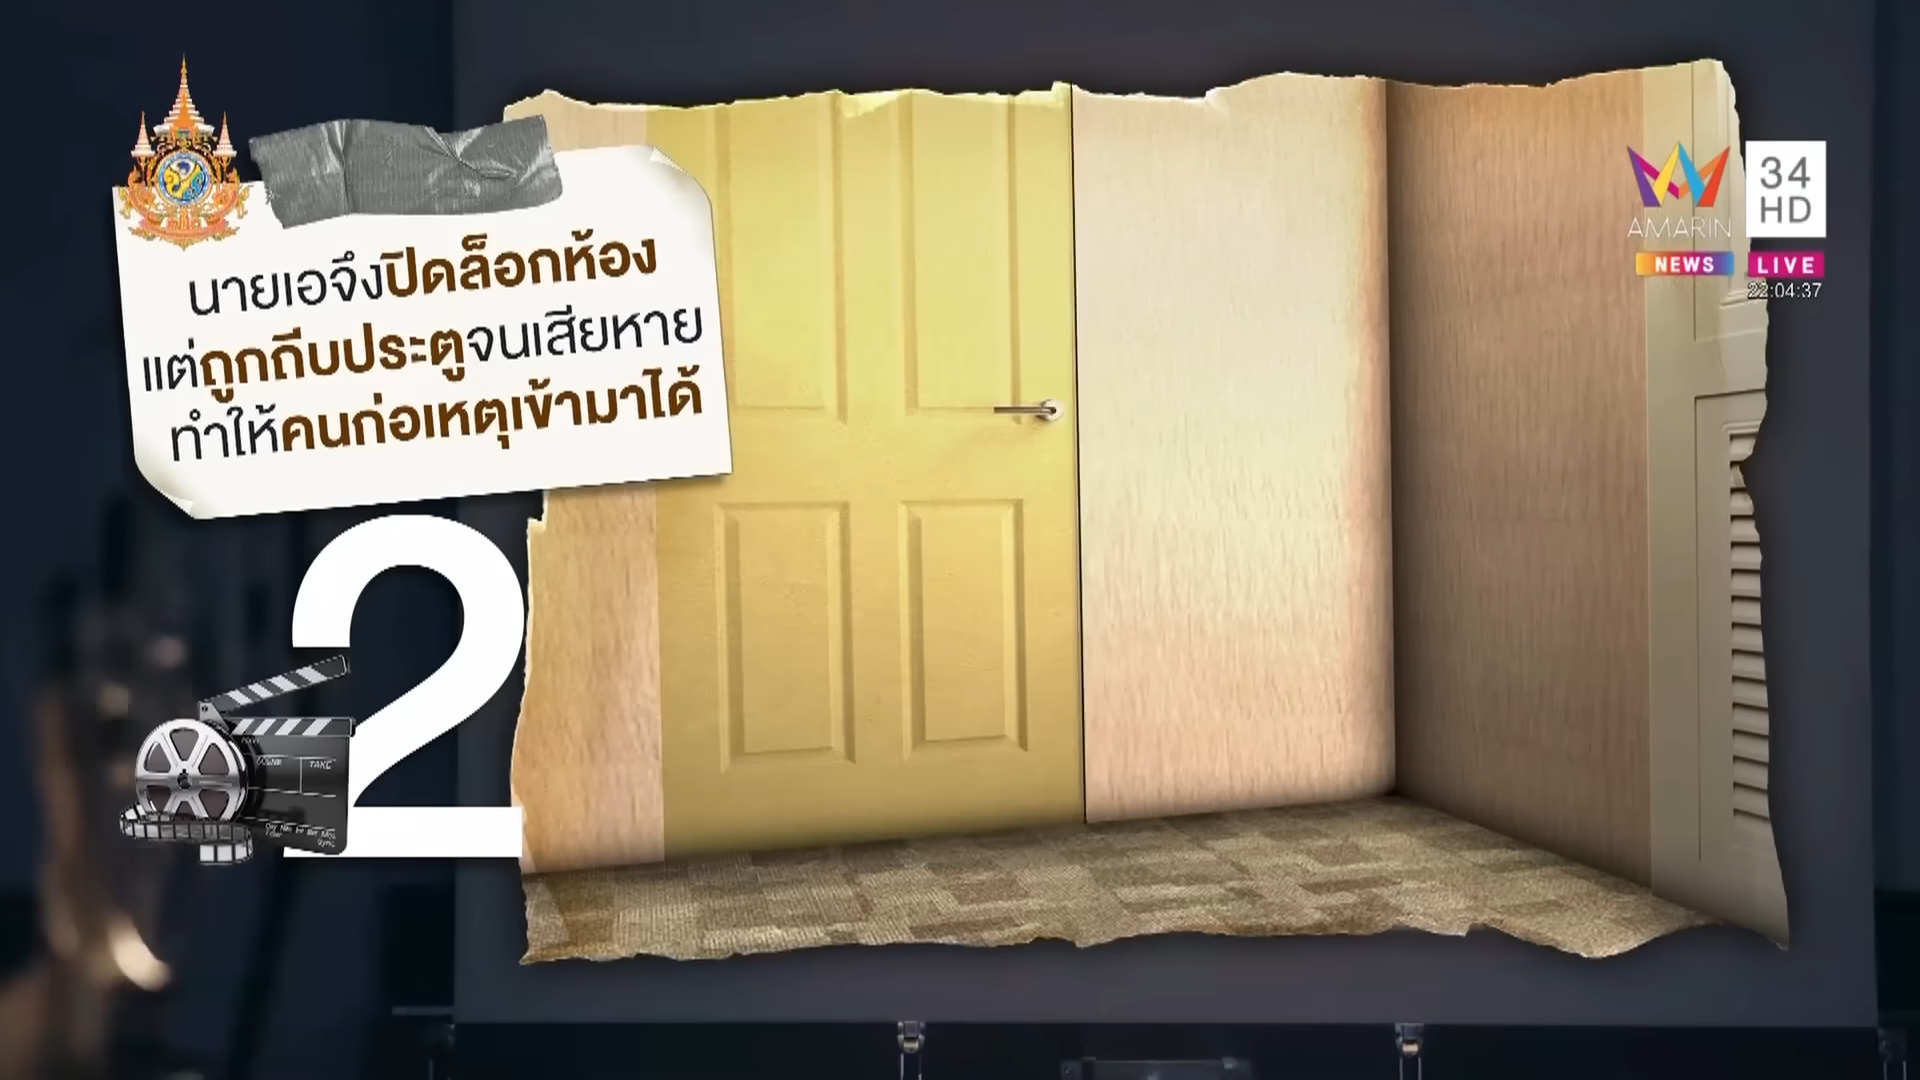 นายเอจึงปิดล็อกห้อง
แต่ถูกถีบประตูจนเสียหาย
ทำให้คนก่อเหตุเข้ามาได้
2
SCENE TAKE
AMARIN
34
HD
NEWS LIVE
22:04:37